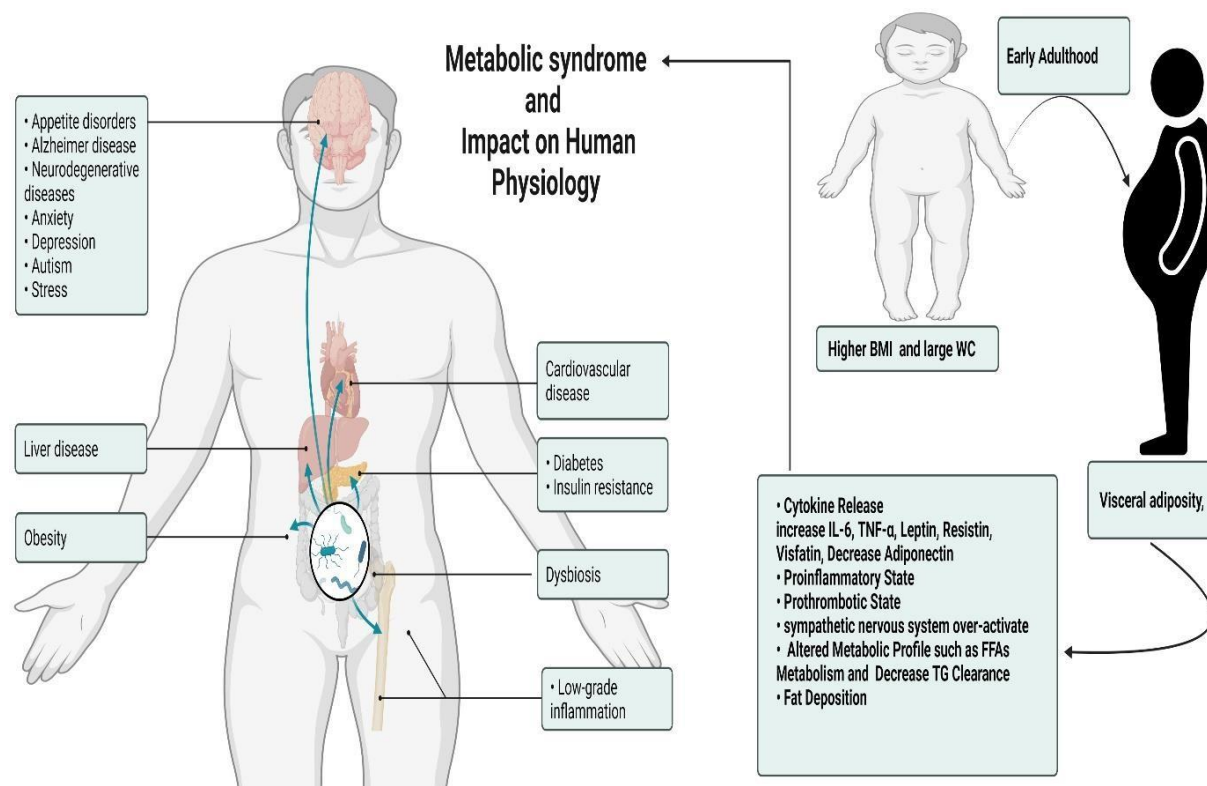 Metabolic syndrome
and
Impact on Human
Physiology
• Appetite disorders
• Alzheimer disease
• Neurodegenerative
diseases
• Anxiety
• Depression
• Autism
• Stress
Liver disease
Obesity
Cardiovascular
disease
• Diabetes
• Insulin resistance
Dysbiosis
• Low-grade
inflammation
Early Adulthood
Higher BMI and large WC
Visceral adiposity,
• Cytokine Release
increase IL-6, TNF-α, Leptin, Resistin,
Visfatin, Decrease Adiponectin
• Proinflammatory State
• Prothrombotic State
• sympathetic nervous system over-activate
• Altered Metabolic Profile such as FFAs
Metabolism and Decrease TG Clearance
• Fat Deposition